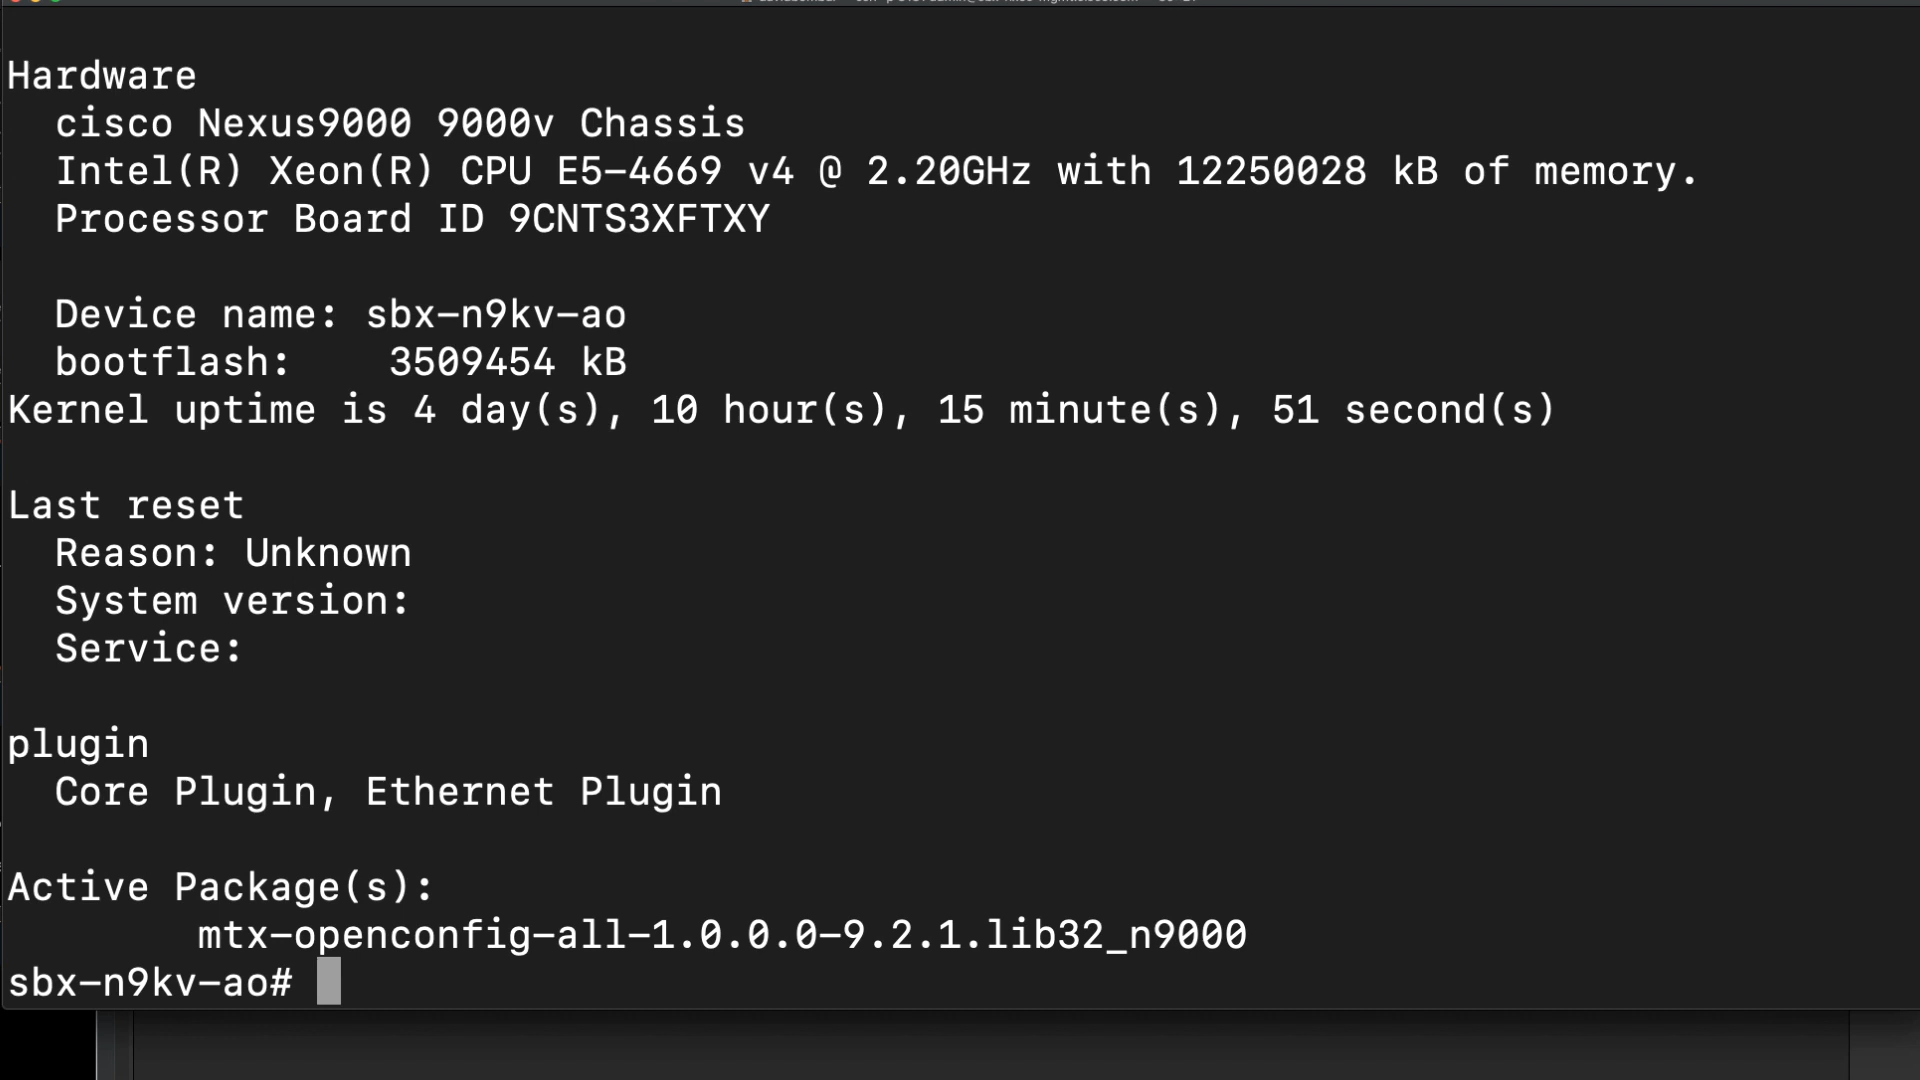 Hardware
cisco Nexus9000 9000v Chassis
Intel(R) Xeon(R) CPU E5-4669 v4 @ 2.20GHz with 12250028 kB of memory.
Processor Board ID 9CNTS3XFTXY
Device name: sbx-n9kv-ao
bootflash:    3509454 kB
Kernel uptime is 4 day(s), 10 hour(s), 15 minute(s), 51 second(s)
Last reset
Reason: Unknown
System version:
Service:
plugin
Core Plugin, Ethernet Plugin
Active Package(s):
mtx-openconfig-all-1.0.0.0-9.2.1.lib32_n9000
sbx-n9kv-ao#